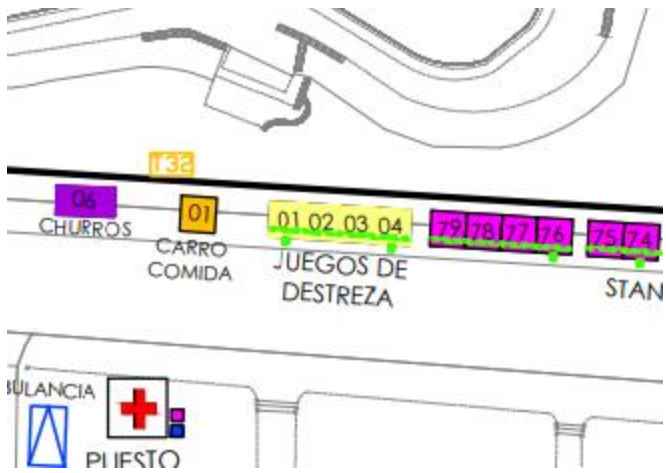 T32
06
CHURROS
01
CARRO
COMIDA
01 02 03 04
JUEGOS DE
DESTREZA
79 78 77 76
75 74
STAN
BULANCIA
PUESTO